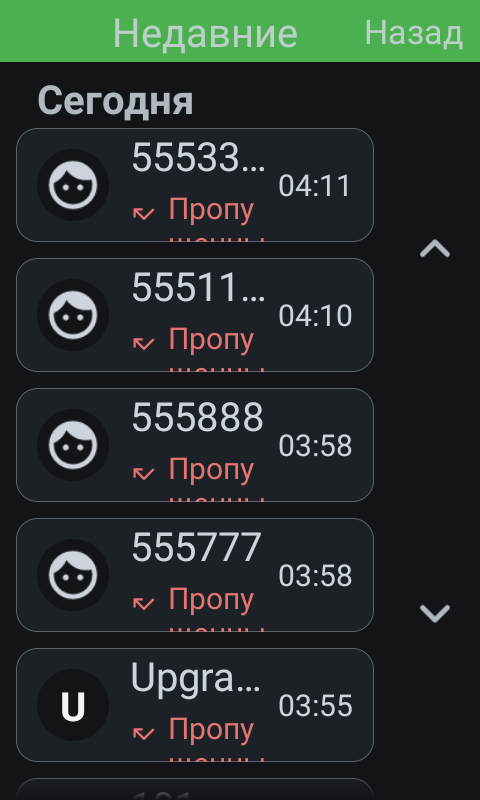 Недавние Назад
Сегодня
55533...
Пропу
04:11
55511...
Пропу
04:10
555888
Пропу
03:58
555777
Пропу
03:58
U
Upgra...
Пропу
03:55